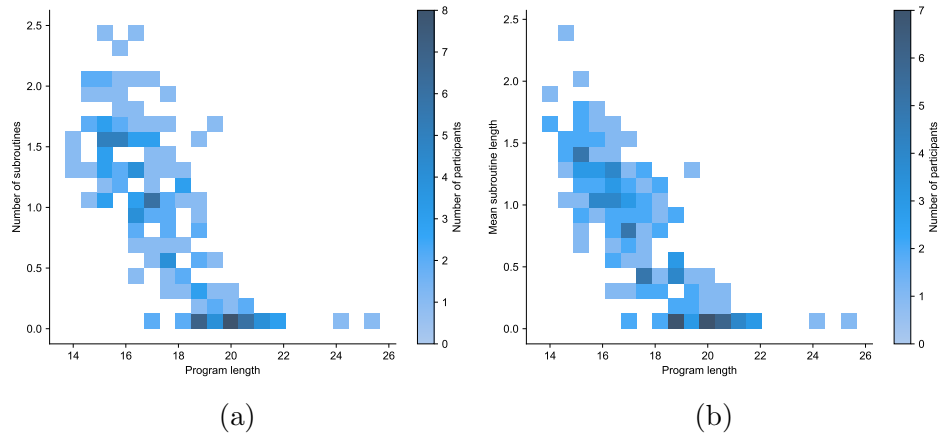 2.5
2.0
1.5
1.0
0.5
0.0
Number of subroutines
14 16 18 20 22 24 26
Program length
8
7
6
5
4
3
2
1
0
Number of participants
(a)
2.5
2.0
1.5
1.0
0.5
0.0
Mean subroutine length
14 16 18 20 22 24 26
Program length
7
6
5
4
3
2
1
0
Number of participants
(b)